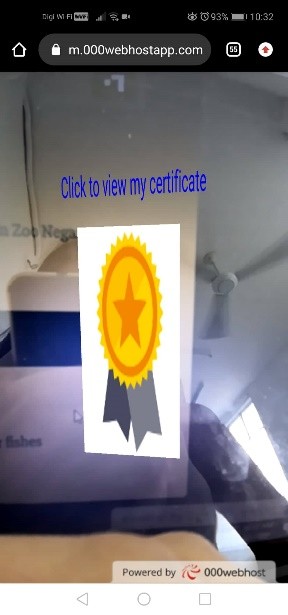 Digi Wi-Fi
93%
10:32
m.000webhostapp.com
55
Click to view my certificate
n Zoo Nega
fishes
Powered by 000webhost